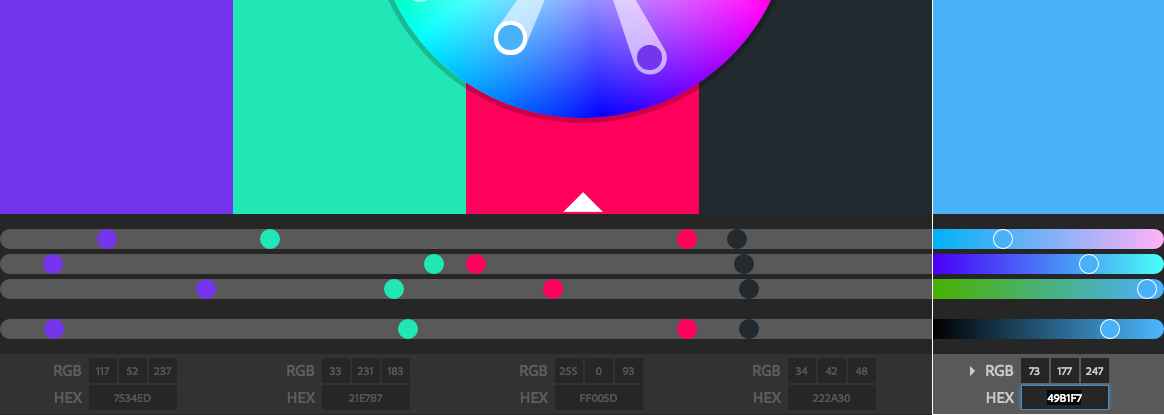 RGB 117 52 237 RGB 33 231 183 RGB 255 0 93 RGB 34 42 48 RGB 73 177 247
HEX 7534ED HEX 21E7B7 HEX FF005D HEX 222A30 HEX 49B1F7